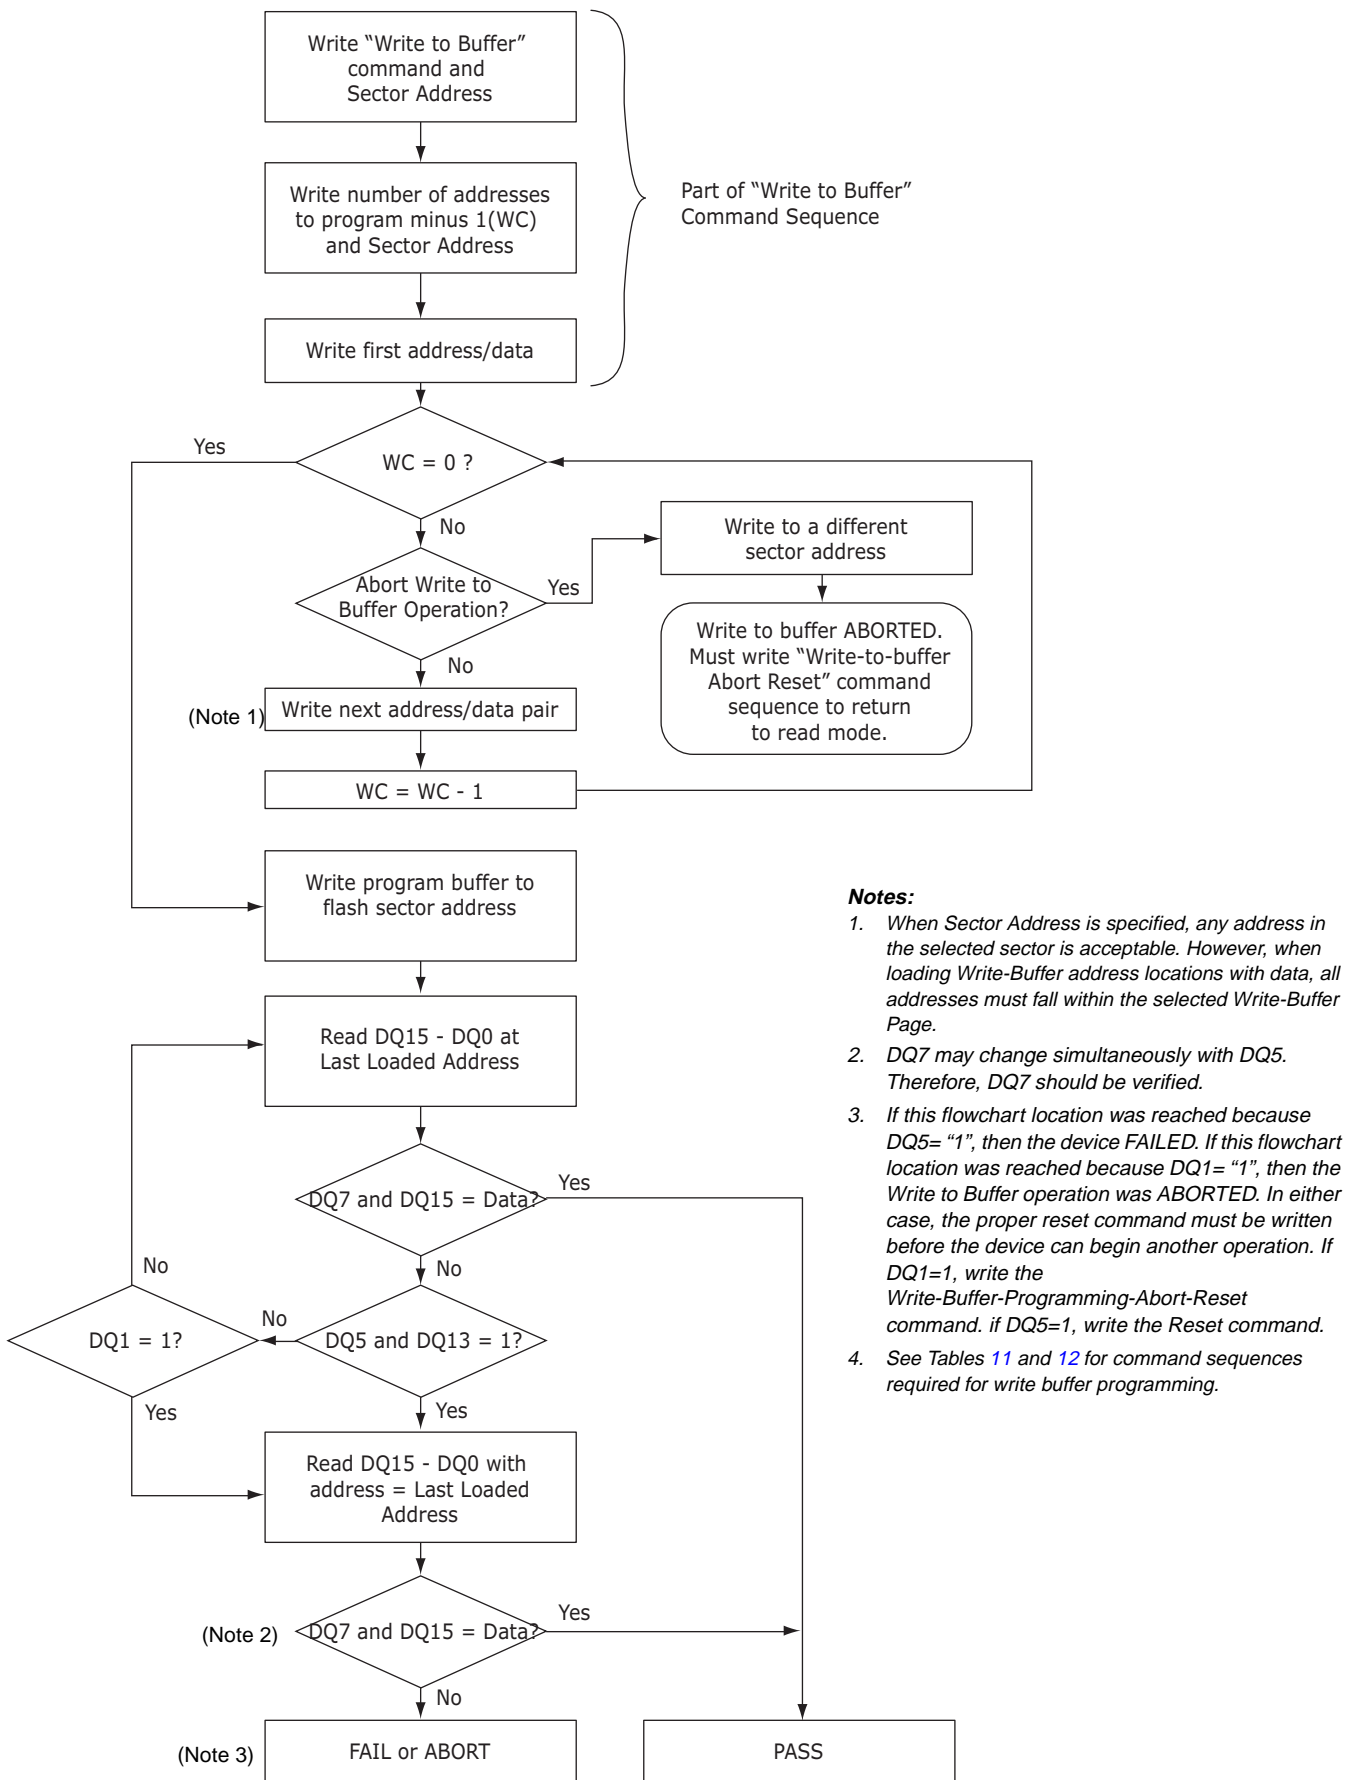 Write “Write to Buffer”
command and
Sector Address
Write number of addresses
to program minus 1(WC)
and Sector Address
Part of “Write to Buffer”
Command Sequence
Write first address/data
Yes
WC = 0 ?
No
Write to a different
sector address
Abort Write to
Buffer Operation?
Yes
Write to buffer ABORTED.
Must write “Write-to-buffer
Abort Reset” command
sequence to return
to read mode.
No
(Note 1)
Write next address/data pair
WC = WC - 1
Write program buffer to
flash sector address
Notes:
1. When Sector Address is specified, any address in
the selected sector is acceptable. However, when
loading Write-Buffer address locations with data, all
addresses must fall within the selected Write-Buffer
Page.
2. DQ7 may change simultaneously with DQ5.
Therefore, DQ7 should be verified.
3. If this flowchart location was reached because
DQ5= “1”, then the device FAILED. If this flowchart
location was reached because DQ1= “1”, then the
Write to Buffer operation was ABORTED. In either
case, the proper reset command must be written
before the device can begin another operation. If
DQ1=1, write the
Write-Buffer-Programming-Abort-Reset
command. if DQ5=1, write the Reset command.
4. See Tables 11 and 12 for command sequences
required for write buffer programming.
Read DQ15 - DQ0 at
Last Loaded Address
DQ7 and DQ15 = Data?
Yes
No
No
DQ1 = 1?
No
DQ5 and DQ13 = 1?
Yes
Yes
Read DQ15 - DQ0 with
address = Last Loaded
Address
(Note 2)
DQ7 and DQ15 = Data?
Yes
No
(Note 3)
FAIL or ABORT
PASS